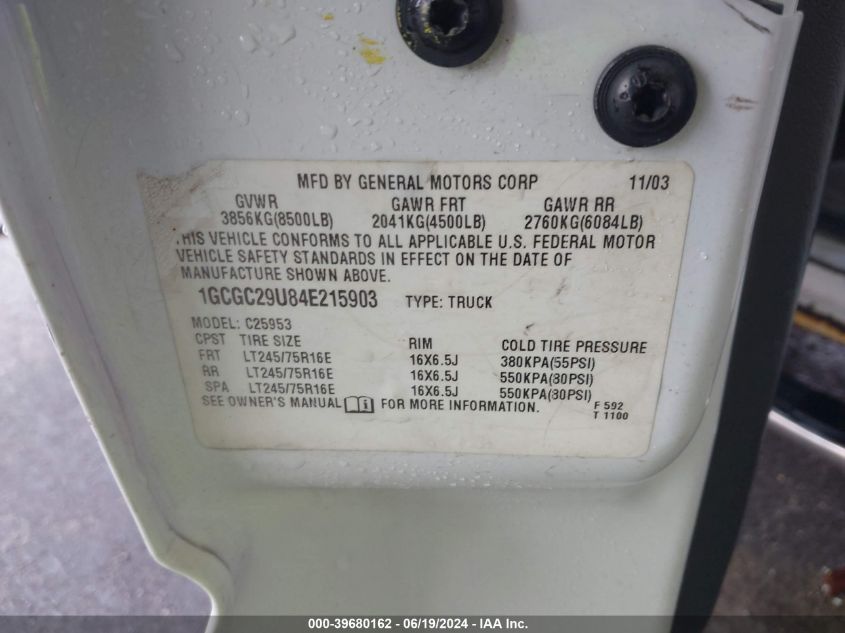 MFD BY GENERAL MOTORS CORP 11/03
GVWR GAWR FRT GAWR RR
3856KG(8500LB) 2041KG(4500LB) 2760KG(6084LB)
THIS VEHICLE CONFORMS TO ALL APPLICABLE U.S. FEDERAL MOTOR
VEHICLE SAFETY STANDARDS IN EFFECT ON THE DATE OF
MANUFACTURE SHOWN ABOVE.
1GCGC29U84E215903 TYPE: TRUCK
MODEL: C25953
CPST TIRE SIZE RIM COLD TIRE PRESSURE
FRT LT245/75R16E 16X6.5J 380KPA(55PSI)
RR LT245/75R16E 16X6.5J 550KPA(80PSI)
SPA LT245/75R16E 16X6.5J 550KPA(80PSI)
SEE OWNER'S MANUAL FOR MORE INFORMATION. F 592
T 1100
000-39680162 - 06/19/2024 - IAA Inc.